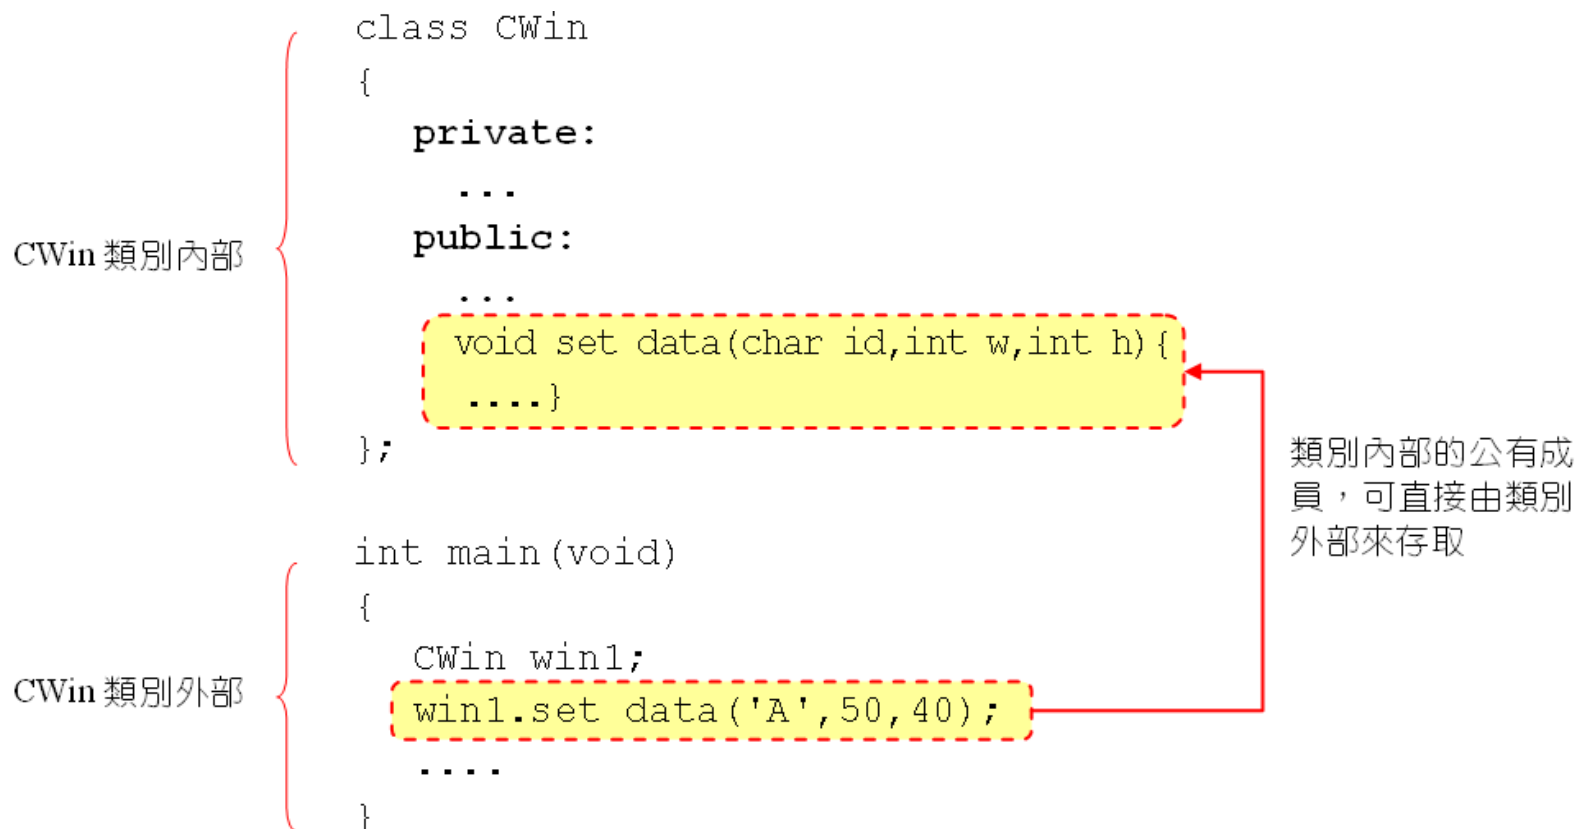 class CWin
{
private:
...
public:
...
void set data(char id,int w,int h){
....}
};
CWin 類別內部
類別內部的公有成
員，可直接由類別
外部來存取
int main(void)
{
CWin win1;
win1.set data('A',50,40);
....
}
CWin 類別外部